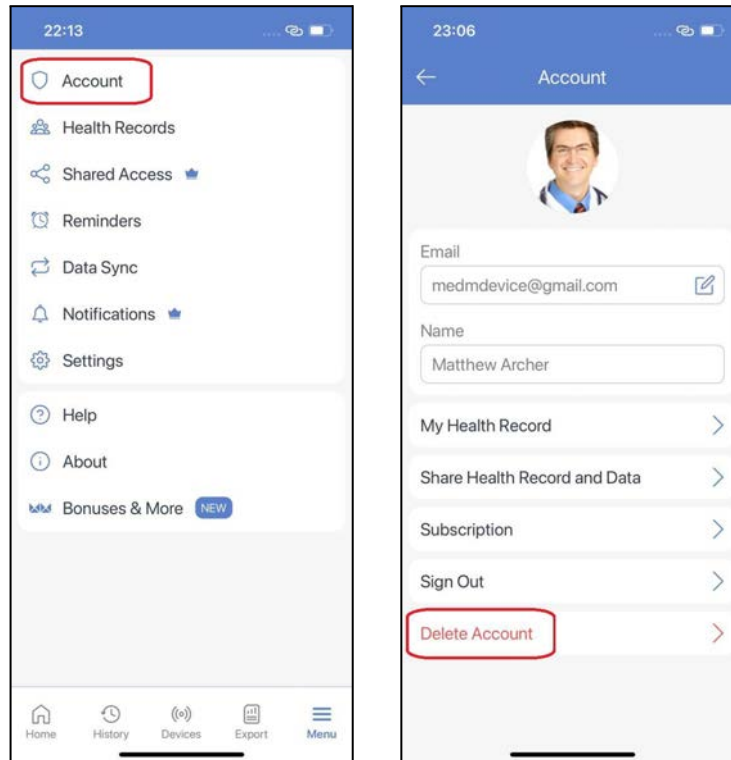 22:13
Account
Health Records
Shared Access
Reminders
Data Sync
Notifications
Settings
Help
About
Bonuses & More NEW
Home History Devices Export Menu
23:06
Account
Email
medmdevice@gmail.com
Name
Matthew Archer
My Health Record
Share Health Record and Data
Subscription
Sign Out
Delete Account